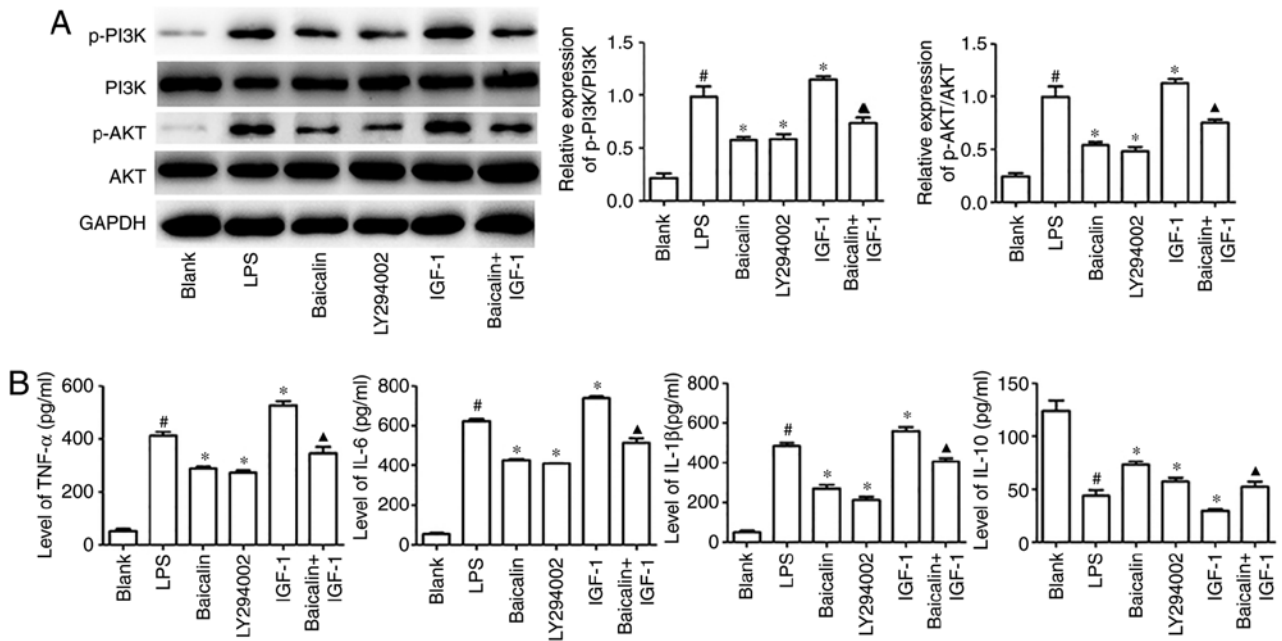 A
p-PI3K
PI3K
p-AKT
AKT
GAPDH
Blank
LPS
Baicalin
LY294002
IGF-1
Baicalin+
IGF-1
Relative expression
of p-PI3K/PI3K
1.5
1.0
0.5
0.0
#
*
*
*
▲
Blank
LPS
Baicalin
LY294002
IGF-1
Baicalin+
IGF-1
Relative expression
of p-AKT/AKT
1.5
1.0
0.5
0.0
#
*
*
*
▲
Blank
LPS
Baicalin
LY294002
IGF-1
Baicalin+
IGF-1
B
Level of TNF-α (pg/ml)
600
400
200
0
#
*
*
*
▲
Blank
LPS
Baicalin
LY294002
IGF-1
Baicalin+
IGF-1
Level of IL-6 (pg/ml)
800
600
400
200
0
#
*
*
*
▲
Blank
LPS
Baicalin
LY294002
IGF-1
Baicalin+
IGF-1
Level of IL-1β(pg/ml)
800
600
400
200
0
#
*
*
*
▲
Blank
LPS
Baicalin
LY294002
IGF-1
Baicalin+
IGF-1
Level of IL-10 (pg/ml)
150
100
50
0
#
*
*
*
▲
Blank
LPS
Baicalin
LY294002
IGF-1
Baicalin+
IGF-1